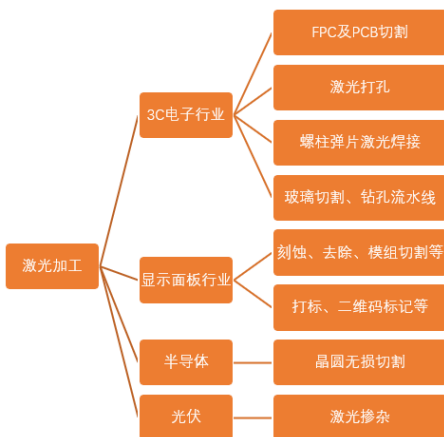 激光加工
3C电子行业
FPC及PCB切割
激光打孔
螺柱弹片激光焊接
玻璃切割、钻孔流水线
显示面板行业
刻蚀、去除、模组切割等
打标、二维码标记等
半导体
晶圆无损切割
光伏
激光掺杂